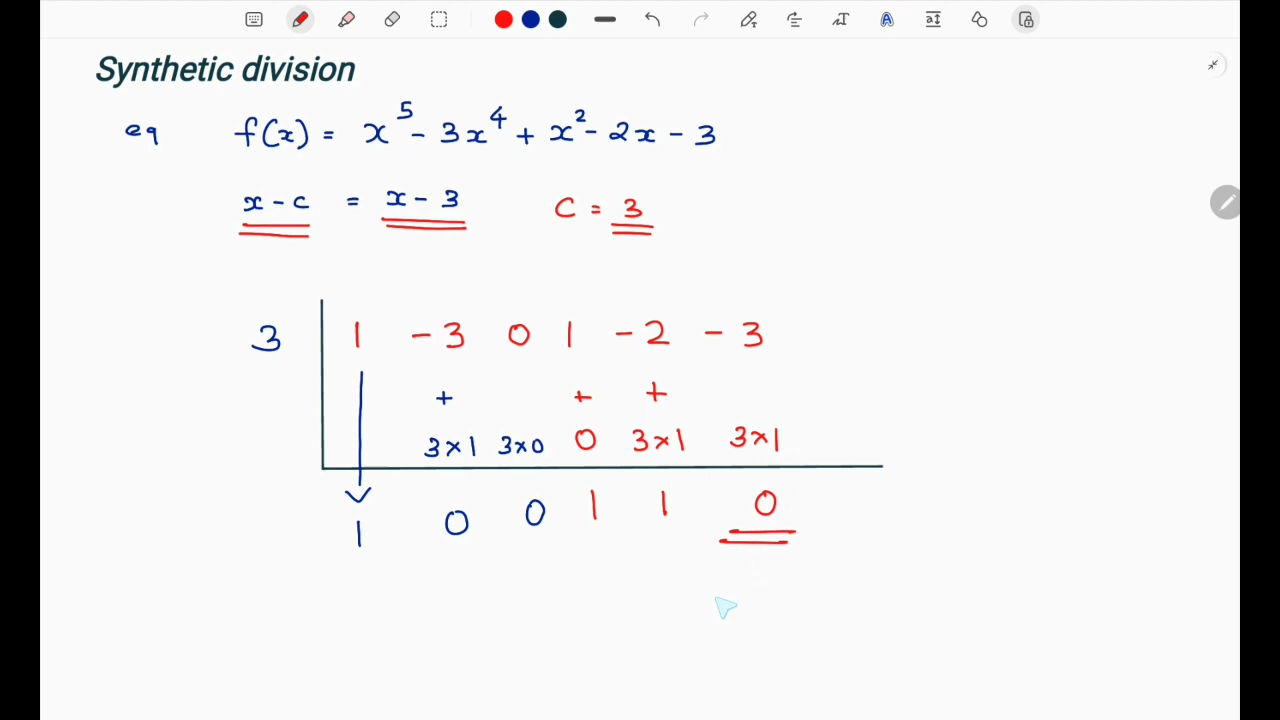 Synthetic division
eg f(x) = x⁵ - 3x⁴ + x² - 2x - 3
x - c = x - 3 C = 3
3 1 - 3 0 1 - 2 - 3
+ + +
3×1 3×0 0 3×1 3×1
1 0 0 1 1 0